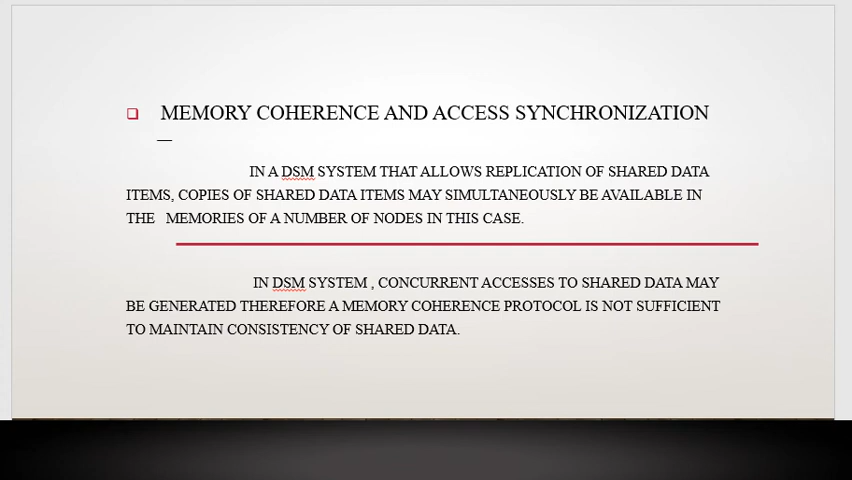 MEMORY COHERENCE AND ACCESS SYNCHRONIZATION
—
IN A DSM SYSTEM THAT ALLOWS REPLICATION OF SHARED DATA
ITEMS, COPIES OF SHARED DATA ITEMS MAY SIMULTANEOUSLY BE AVAILABLE IN
THE MEMORIES OF A NUMBER OF NODES IN THIS CASE.
IN DSM SYSTEM , CONCURRENT ACCESSES TO SHARED DATA MAY
BE GENERATED THEREFORE A MEMORY COHERENCE PROTOCOL IS NOT SUFFICIENT
TO MAINTAIN CONSISTENCY OF SHARED DATA.